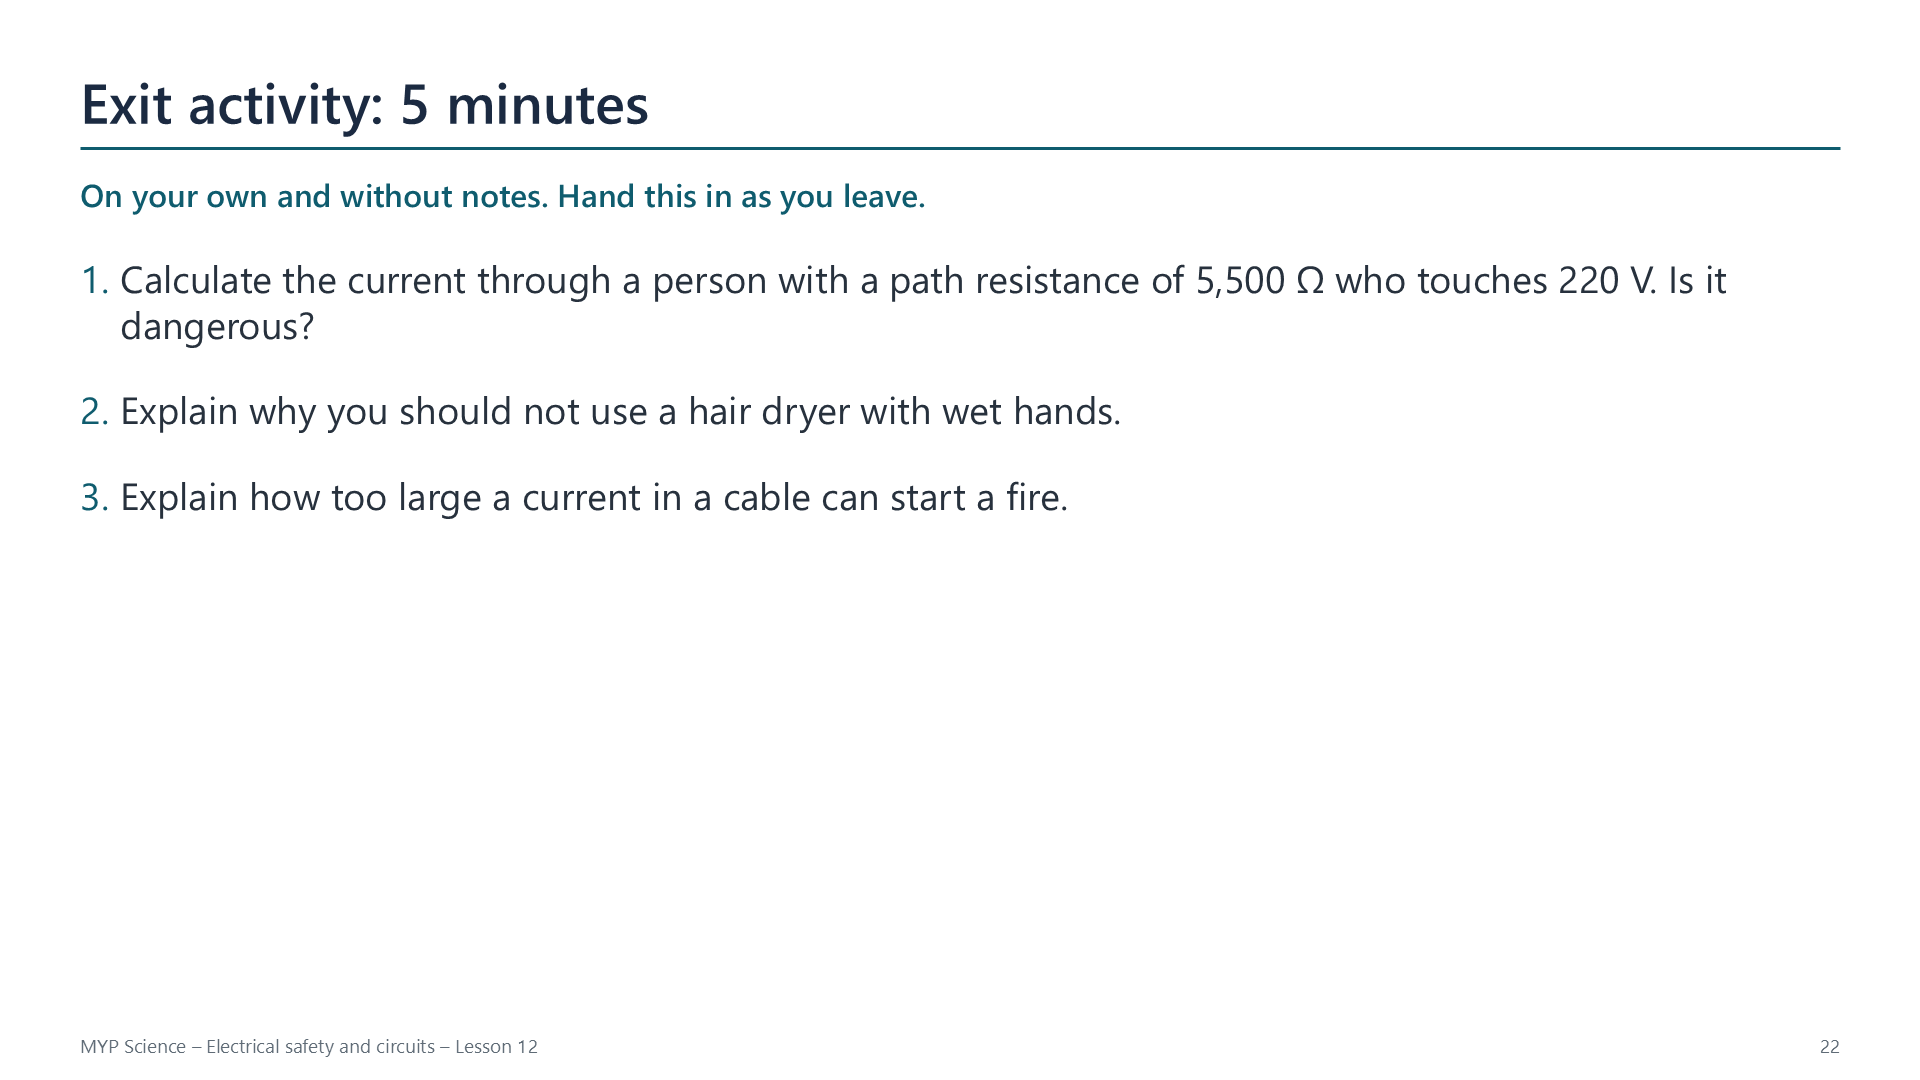 Exit activity: 5 minutes
On your own and without notes. Hand this in as you leave.
1. Calculate the current through a person with a path resistance of 5,500 Ω who touches 220 V. Is it
dangerous?
2. Explain why you should not use a hair dryer with wet hands.
3. Explain how too large a current in a cable can start a fire.
MYP Science – Electrical safety and circuits – Lesson 12
22